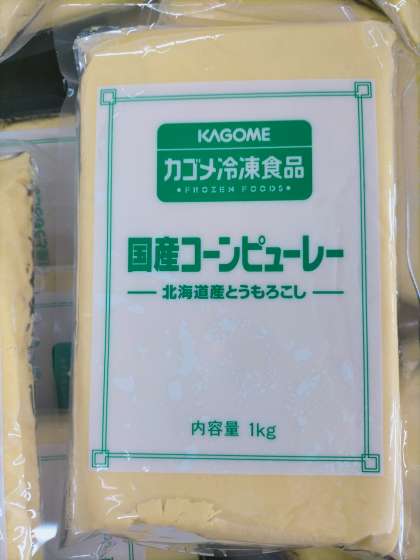 KAGOME
カゴメ冷凍食品
FROZEN FOODS
国産コーンピューレー
北海道産とうもろこし
内容量 1kg